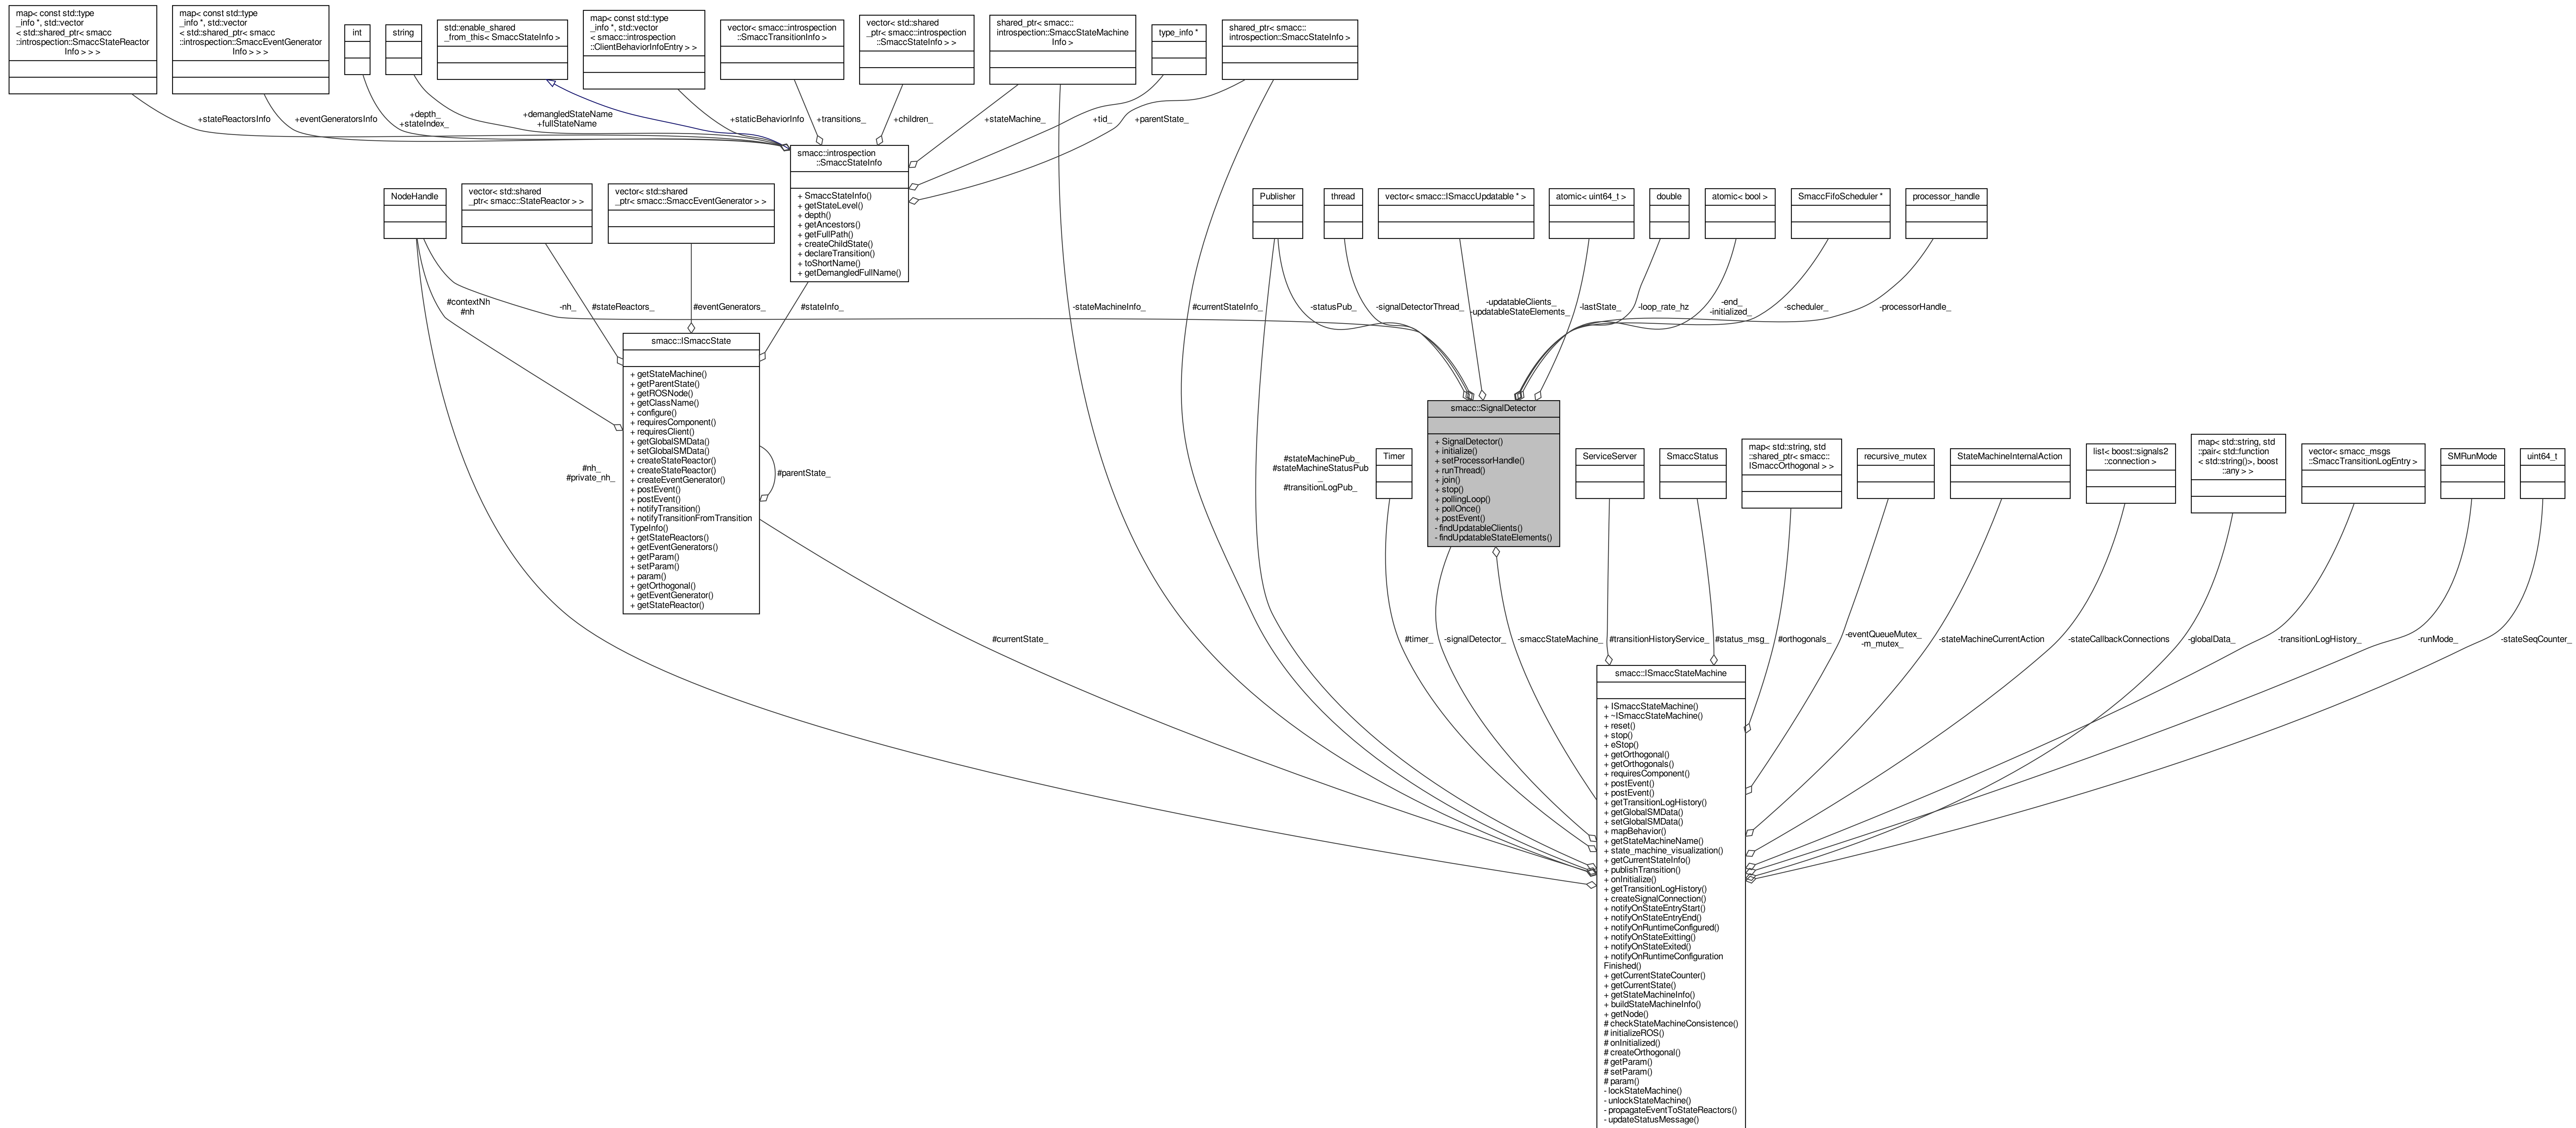 map< const std::type
_info *, std::vector
< std::shared_ptr< smacc
::introspection::SmaccStateReactor
Info > > >
map< const std::type
_info *, std::vector
< std::shared_ptr< smacc
::introspection::SmaccEventGenerator
Info > > >
int
string
std::enable_shared
_from_this< SmaccStateInfo >
map< const std::type
_info *, std::vector
< smacc::introspection
::ClientBehaviorInfoEntry > >
vector< smacc::introspection
::SmaccTransitionInfo >
vector< std::shared
_ptr< smacc::introspection
::SmaccStateInfo > >
shared_ptr< smacc::
introspection::SmaccStateMachine
Info >
type_info *
shared_ptr< smacc::
introspection::SmaccStateInfo >
+stateReactorsInfo
+eventGeneratorsInfo
+depth_
+stateIndex_
+demangledStateName
+fullStateName
+staticBehaviorInfo
+transitions_
+children_
+stateMachine_
+tid_
+parentState_
smacc::introspection
::SmaccStateInfo
+ SmaccStateInfo()
+ getStateLevel()
+ depth()
+ getAncestors()
+ getFullPath()
+ createChildState()
+ declareTransition()
+ toShortName()
+ getDemangledFullName()
NodeHandle
vector< std::shared
_ptr< smacc::StateReactor > >
vector< std::shared
_ptr< smacc::SmaccEventGenerator > >
Publisher
thread
vector< smacc::ISmaccUpdatable * >
atomic< uint64_t >
double
atomic< bool >
SmaccFifoScheduler *
processor_handle
#contextNh
#nh
-nh_
#stateReactors_
#eventGenerators_
#stateInfo_
-stateMachineInfo_
#currentStateInfo_
-statusPub_
-signalDetectorThread_
-updatableClients_
-updatableStateElements_
-lastState_
-loop_rate_hz
-end_
-initialized_
-scheduler_
-processorHandle_
smacc::ISmaccState
+ getStateMachine()
+ getParentState()
+ getROSNode()
+ getClassName()
+ configure()
+ requiresComponent()
+ requiresClient()
+ getGlobalSMData()
+ setGlobalSMData()
+ createStateReactor()
+ createStateReactor()
+ createEventGenerator()
+ postEvent()
+ postEvent()
+ notifyTransition()
+ notifyTransitionFromTransition
TypeInfo()
+ getStateReactors()
+ getEventGenerators()
+ getParam()
+ setParam()
+ param()
+ getOrthogonal()
+ getEventGenerator()
+ getStateReactor()
#parentState_
#nh_
#private_nh_
smacc::SignalDetector
+ SignalDetector()
+ initialize()
+ setProcessorHandle()
+ runThread()
+ join()
+ stop()
+ pollingLoop()
+ pollOnce()
+ postEvent()
- findUpdatableClients()
- findUpdatableStateElements()
#stateMachinePub_
#stateMachineStatusPub
_
#transitionLogPub_
Timer
ServiceServer
SmaccStatus
map< std::string, std
::shared_ptr< smacc::
ISmaccOrthogonal > >
recursive_mutex
StateMachineInternalAction
list< boost::signals2
::connection >
map< std::string, std
::pair< std::function
< std::string()>, boost
::any > >
vector< smacc_msgs
::SmaccTransitionLogEntry >
SMRunMode
uint64_t
#currentState_
#timer_
-signalDetector_
-smaccStateMachine_
#transitionHistoryService_
#status_msg_
#orthogonals_
-eventQueueMutex_
-m_mutex_
-stateMachineCurrentAction
-stateCallbackConnections
-globalData_
-transitionLogHistory_
-runMode_
-stateSeqCounter_
smacc::ISmaccStateMachine
+ ISmaccStateMachine()
+ ~ISmaccStateMachine()
+ reset()
+ stop()
+ eStop()
+ getOrthogonal()
+ getOrthogonals()
+ requiresComponent()
+ postEvent()
+ postEvent()
+ getTransitionLogHistory()
+ getGlobalSMData()
+ setGlobalSMData()
+ mapBehavior()
+ getStateMachineName()
+ state_machine_visualization()
+ getCurrentStateInfo()
+ publishTransition()
+ onInitialize()
+ getTransitionLogHistory()
+ createSignalConnection()
+ notifyOnStateEntryStart()
+ notifyOnStateEntryEnd()
+ notifyOnRuntimeConfigured()
+ notifyOnStateExitting()
+ notifyOnStateExited()
+ notifyOnRuntimeConfiguration
Finished()
+ getCurrentStateCounter()
+ getCurrentState()
+ getStateMachineInfo()
+ buildStateMachineInfo()
+ getNode()
# checkStateMachineConsistence()
# initializeROS()
# onInitialized()
# createOrthogonal()
# getParam()
# setParam()
# param()
- lockStateMachine()
- unlockStateMachine()
- propagateEventToStateReactors()
- updateStatusMessage()